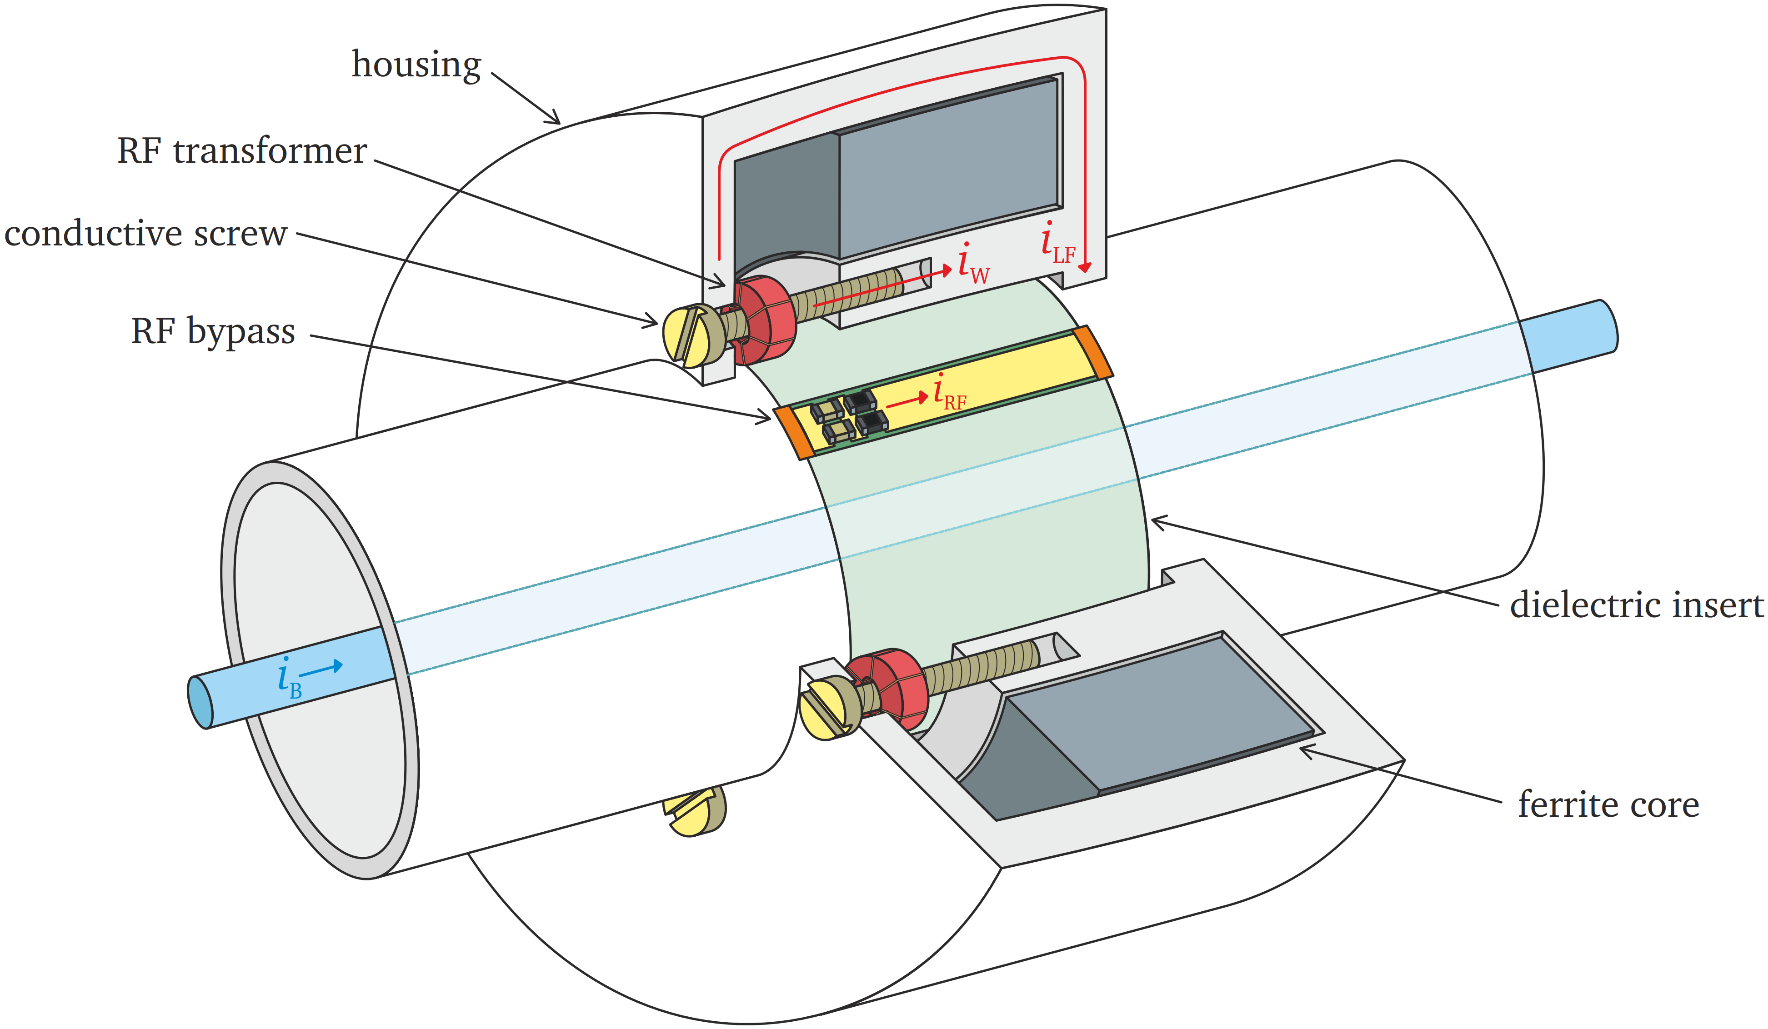 housing
RF transformer
conductive screw
RF bypass
i_W
i_LF
i_RF
i_B
dielectric insert
ferrite core